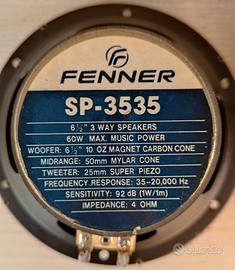 FENNER
SP-3535
6½" 3 WAY SPEAKERS
60W MAX. MUSIC POWER
WOOFER: 6½" 10 OZ MAGNET CARBON CONE
MIDRANGE: 50mm MYLAR CONE
TWEETER: 25mm SUPER PIEZO
FREQUENCY.RESPONSE: 35-20,000 Hz
SENSITIVITY: 92 dB (1W/1m)
IMPEDANCE: 4 OHM